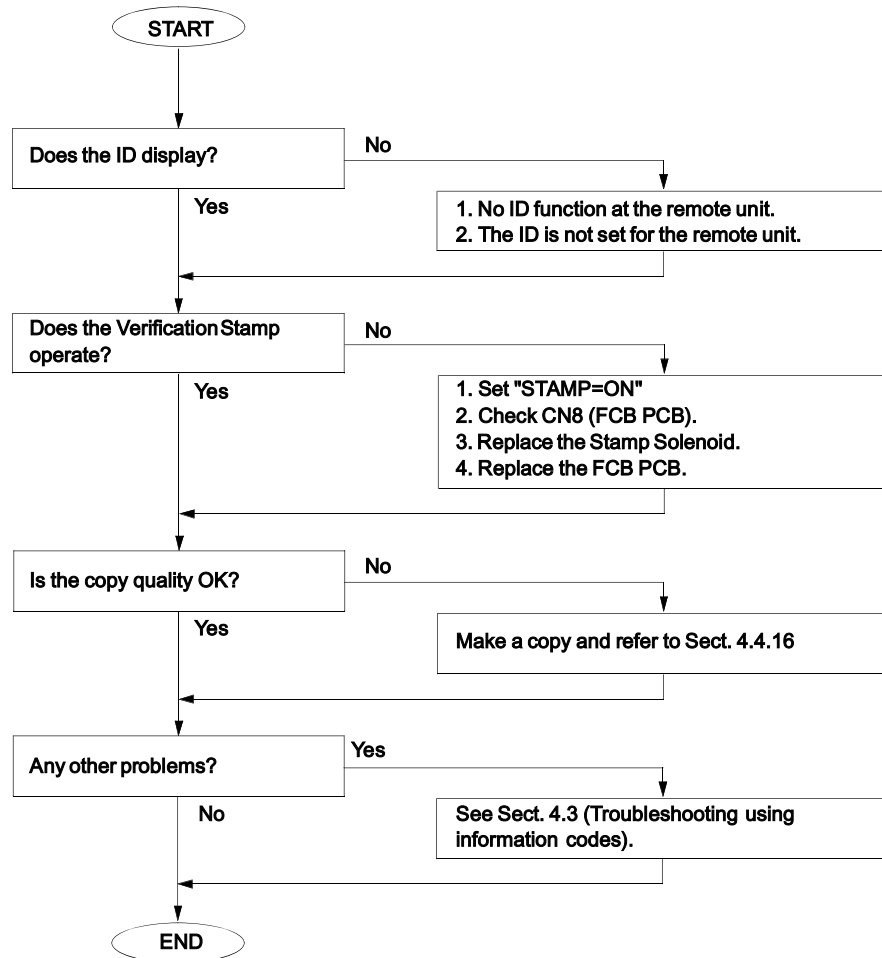 START
Does the ID display?
No
Yes
1. No ID function at the remote unit.
2. The ID is not set for the remote unit.
Does the Verification Stamp
operate?
No
Yes
1. Set "STAMP=ON"
2. Check CN8 (FCB PCB).
3. Replace the Stamp Solenoid.
4. Replace the FCB PCB.
Is the copy quality OK?
No
Yes
Make a copy and refer to Sect. 4.4.16
Any other problems?
Yes
No
See Sect. 4.3 (Troubleshooting using
information codes).
END